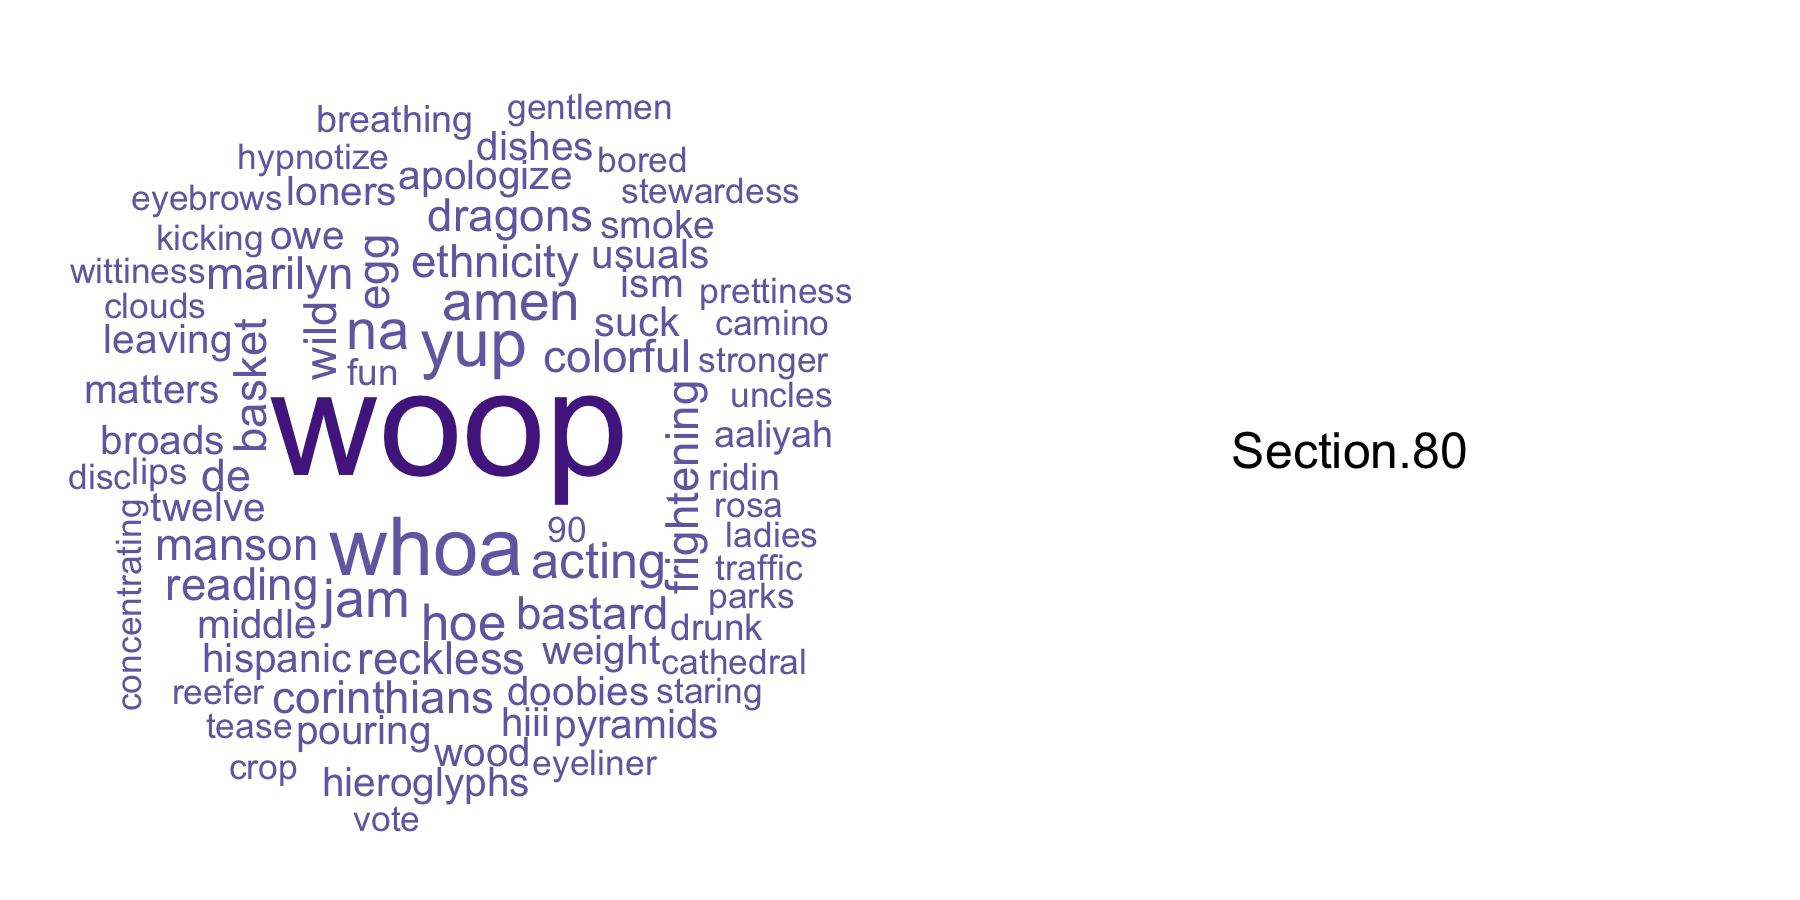 breathing gentlemen
hypnotize dishes bored
eyebrows loners apologize stewardess
kicking owe egg dragons smoke
wittiness marilyn ethnicity usuals
clouds wild amen ism prettiness
leaving basket na yup suck camino
fun colorful stronger
matters woop frightening uncles
broads aaliyah
disc lips de ridin
concentrating twelve 90 rosa
manson whoa acting ladies
reading jam traffic
middle hoe bastard parks
drunk
hispanic reckless weight cathedral
reefer corinthians doobies staring
tease pouring hiii pyramids
crop wood eyeliner
hieroglyphs
vote
Section.80